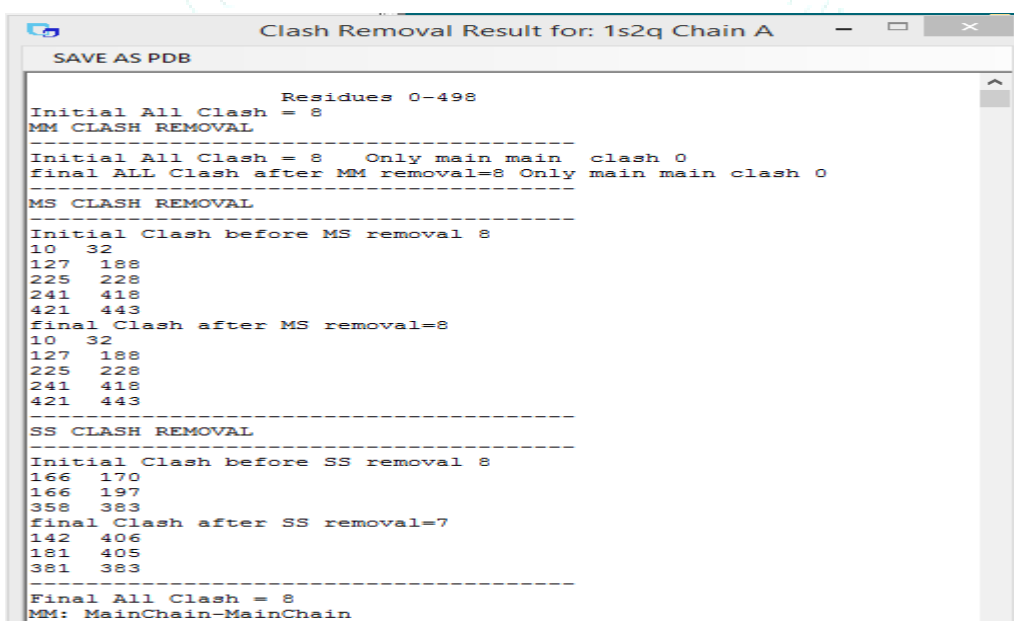 Clash Removal Result for: 1s2q Chain A
SAVE AS PDB
Residues 0-498
Initial All Clash = 8
MM CLASH REMOVAL
----------------------------------------
Initial All Clash = 8   Only main main  clash 0
final ALL Clash after MM removal=8 Only main main clash 0
----------------------------------------
MS CLASH REMOVAL
----------------------------------------
Initial Clash before MS removal 8
10   32
127   188
225   228
241   418
421   443
final Clash after MS removal=8
10   32
127   188
225   228
241   418
421   443
----------------------------------------
SS CLASH REMOVAL
----------------------------------------
Initial Clash before SS removal 8
166   170
166   197
358   383
final Clash after SS removal=7
142   406
181   405
381   383
----------------------------------------
Final All Clash = 8
MM: MainChain-MainChain